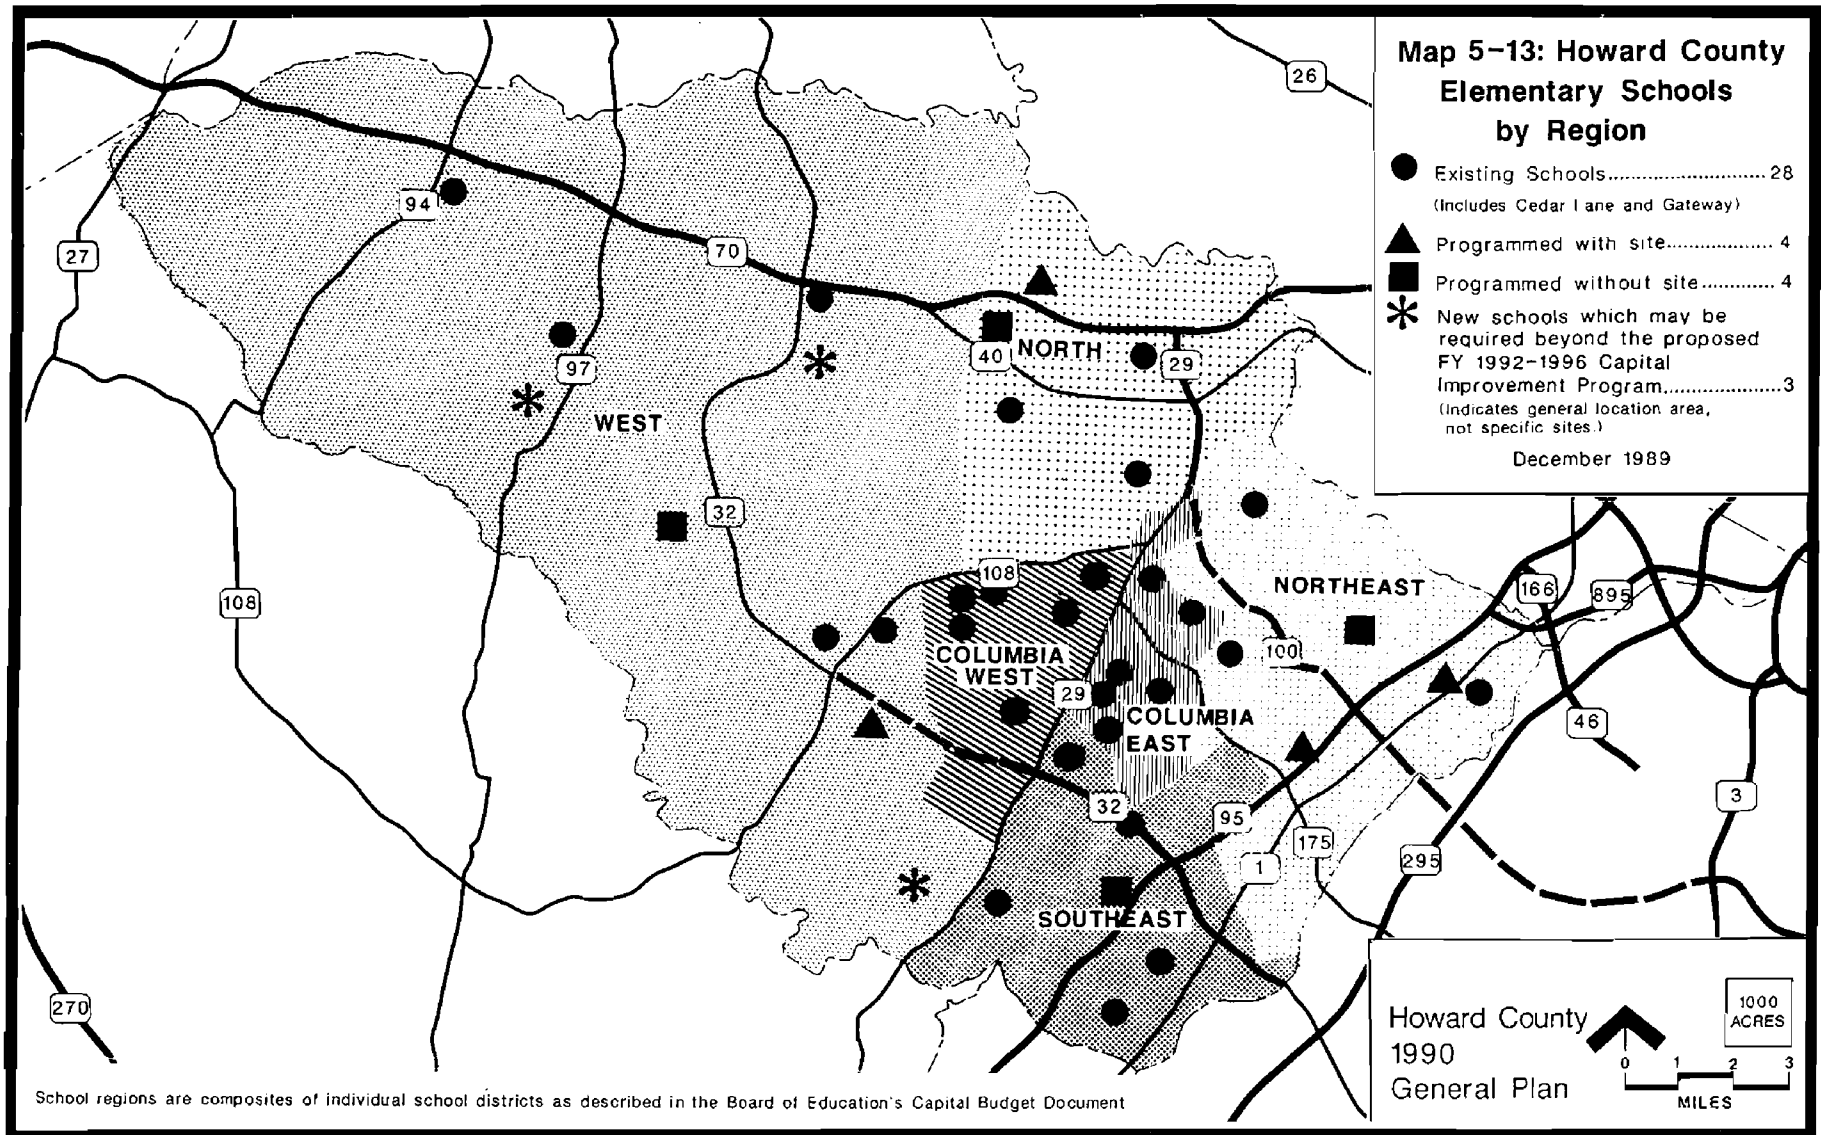 Map 5-13: Howard County
Elementary Schools
by Region
Existing Schools..........................28
(Includes Cedar Lane and Gateway)
Programmed with site.................. 4
Programmed without site............ 4
New schools which may be
required beyond the proposed
FY 1992-1996 Capital
Improvement Program....................3
(Indicates general location area,
not specific sites.)
December 1989
26
94
27
70
40
NORTH
29
97
WEST
32
108
108
NORTHEAST
166
895
100
COLUMBIA
WEST
29
COLUMBIA
EAST
46
32
95
3
175
1
295
SOUTHEAST
270
Howard County
1990
General Plan
1000
ACRES
0 1 2 3
MILES
School regions are composites of individual school districts as described in the Board of Education's Capital Budget Document